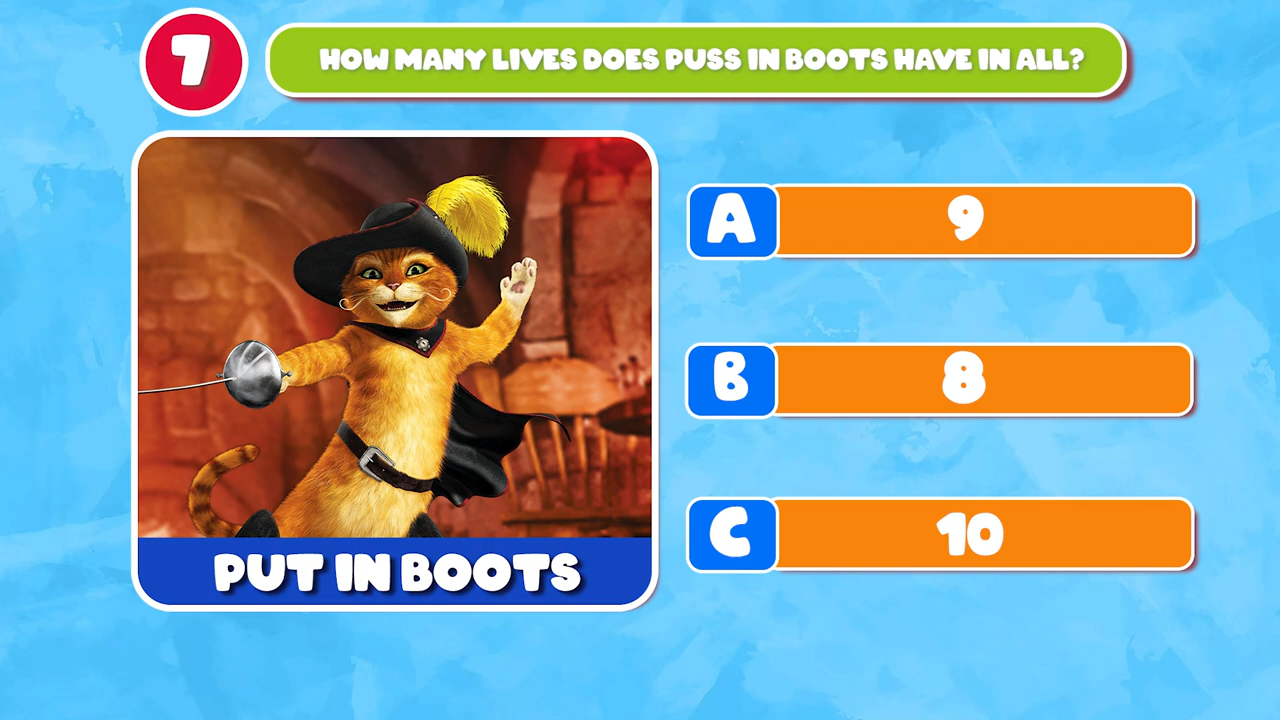 7
HOW MANY LIVES DOES PUSS IN BOOTS HAVE IN ALL?
PUT IN BOOTS
A
9
B
8
C
10